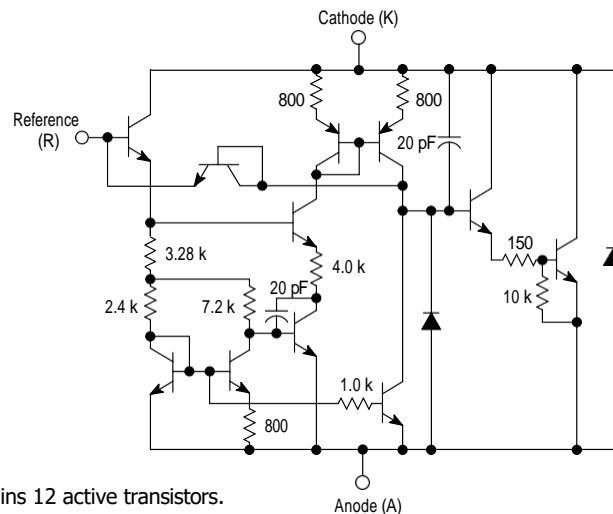 Cathode (K)
800
800
Reference
(R)
20 pF
3.28 k
4.0 k
150
2.4 k
7.2 k
20 pF
10 k
1.0 k
800
ins 12 active transistors.
Anode (A)